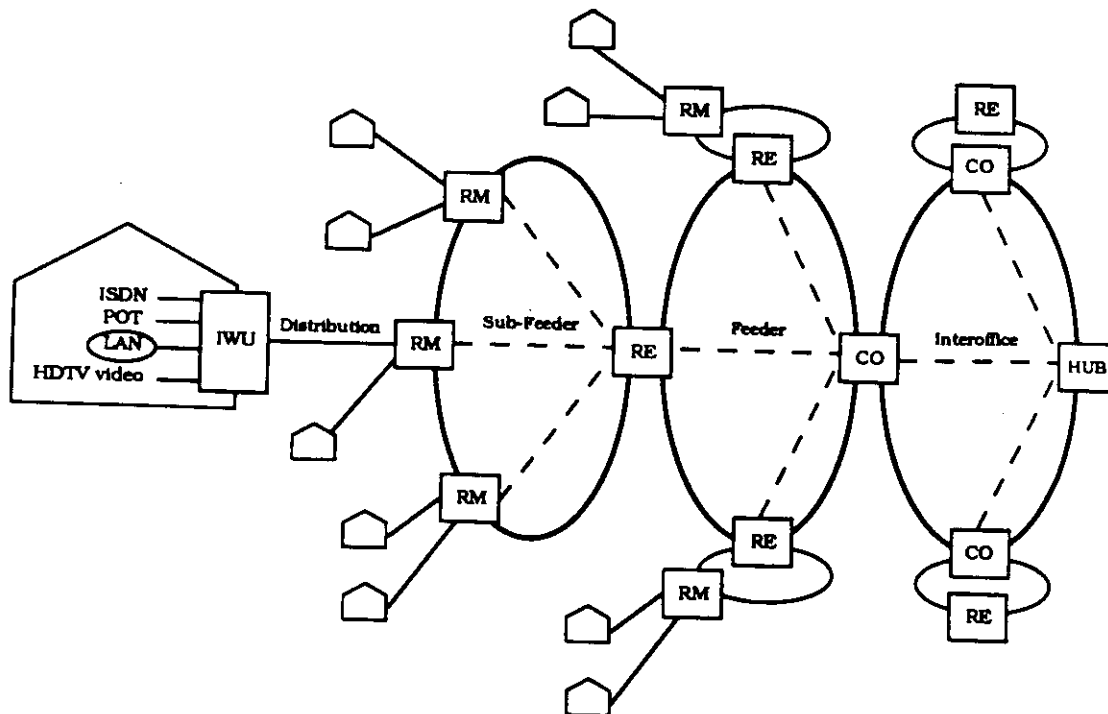 RM
RE
RE
CO
RM
ISDN
POT
LAN
HDTV video
IWU
Distribution
RM
Sub-Feeder
RE
Feeder
CO
Interoffice
HUB
RM
RE
CO
RM
RE